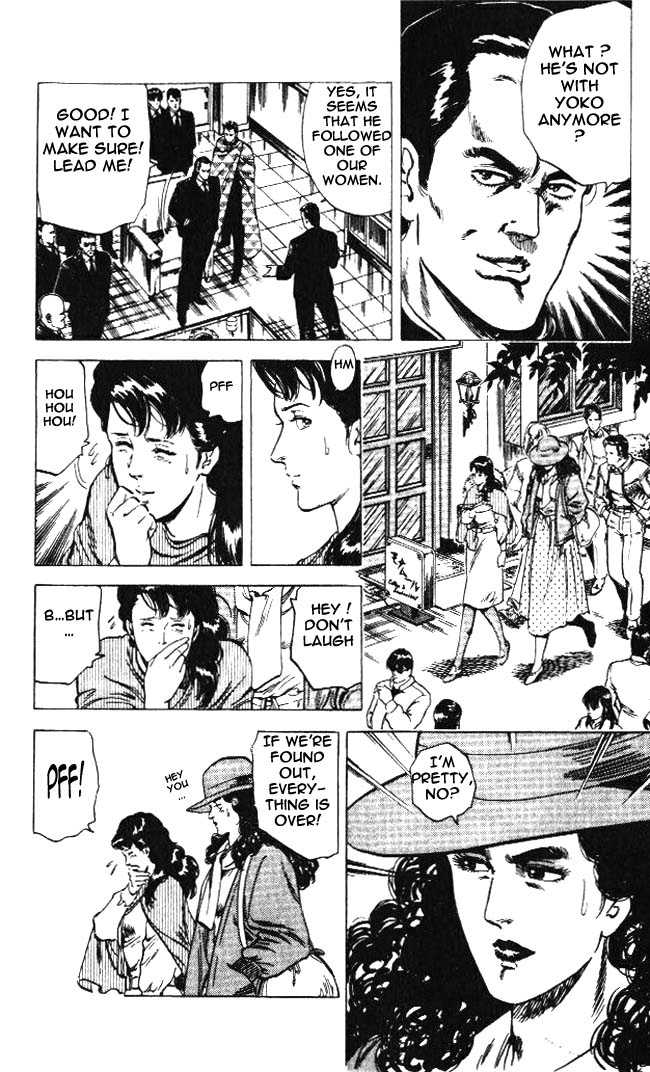 WHAT ?
HE'S NOT
WITH
YOKO
ANYMORE
?
YES, IT
SEEMS
THAT HE
FOLLOWED
ONE OF
OUR
WOMEN.
GOOD! I
WANT TO
MAKE SURE!
LEAD ME!
HM
PFF
HOU
HOU
HOU!
HEY !
DON'T
LAUGH
B...BUT
...
IF WE'RE
FOUND
OUT,
EVERY-
THING IS
OVER!
HEY
YOU
...
PFF!
I'M
PRETTY,
NO?